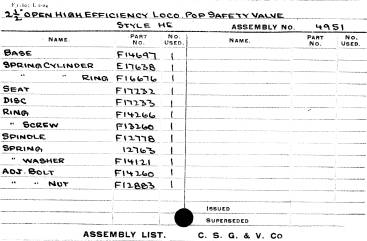 2½" OPEN HIGH EFFICIENCY LOCO. POP SAFETY VALVE
STYLE HE ASSEMBLY NO. 4951
NAME PART NO. NO. USED. NAME PART NO. NO. USED.
BASE F14697 1
SPRING CYLINDER E17638 1
" " RING F16676 1
SEAT F17232 1
DISC F17233 1
RING F14266 1
" SCREW F13260 1
SPINDLE F12778 1
SPRING 12763 1
" WASHER F14121 1
ADJ. BOLT F14260 1
" " NUT F12883 1
ISSUED
SUPERSEDED
ASSEMBLY LIST. C. S. G. & V. CO